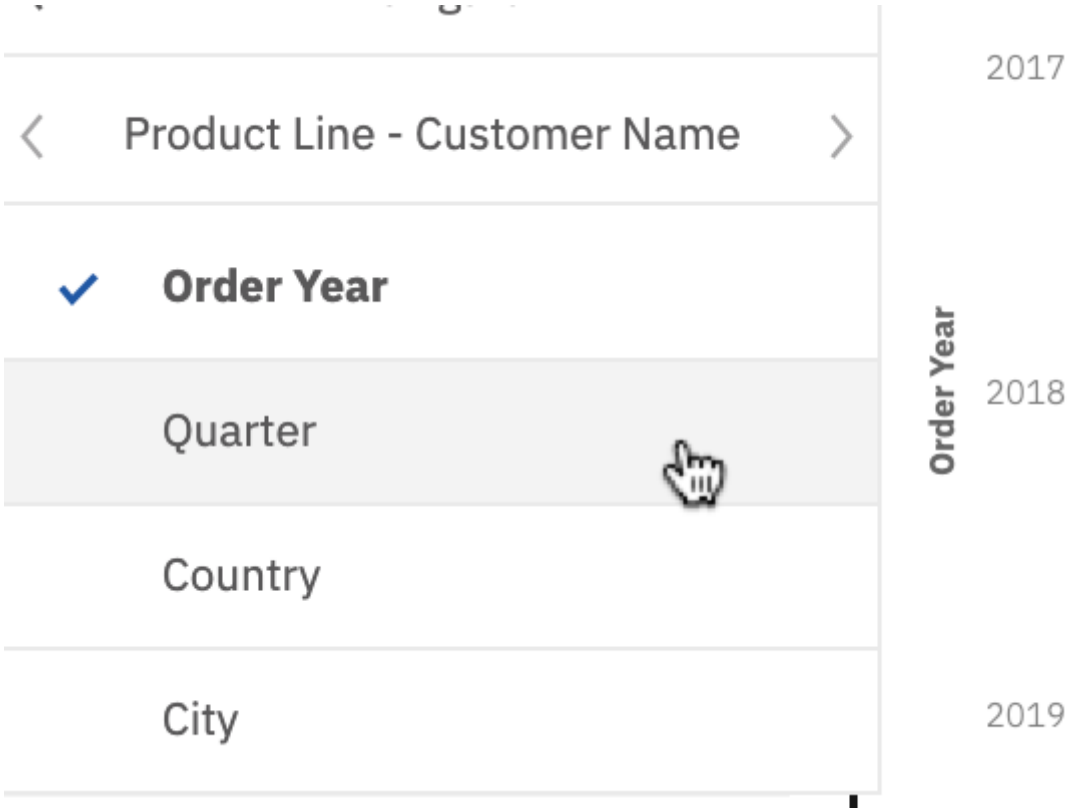 Product Line - Customer Name
Order Year
Quarter
Country
City
Order Year
2017
2018
2019